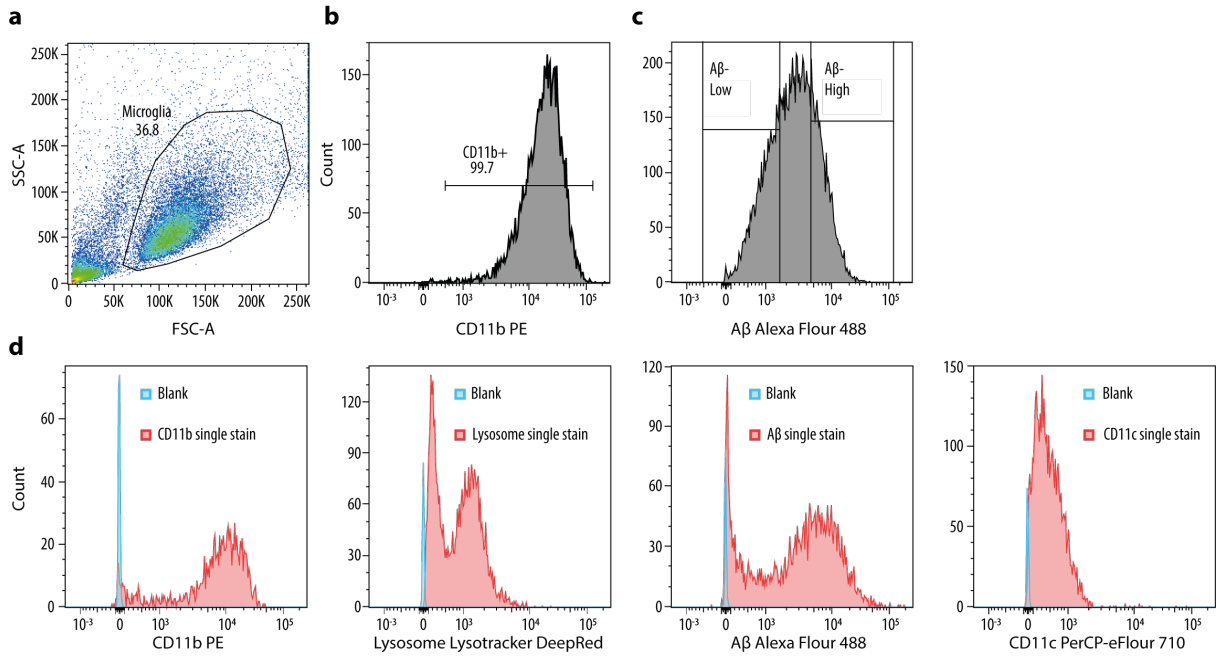 a
250K
200K
150K
100K
50K
0
SSC-A
Microglia
36.8
0 50K 100K 150K 200K 250K
FSC-A
b
150
100
50
0
Count
CD11b+
99.7
-10⁻³ 0 10³ 10⁴ 10⁵
CD11b PE
c
200
150
100
50
0
Aβ-
Low
Aβ-
High
-10⁻³ 0 10³ 10⁴ 10⁵
Aβ Alexa Flour 488
d
60
40
20
0
Count
Blank
CD11b single stain
-10⁻³ 0 10³ 10⁴ 10⁵
CD11b PE
120
90
60
30
0
Blank
Lysosome single stain
-10⁻³ 0 10³ 10⁴ 10⁵
Lysosome Lysotracker DeepRed
120
90
60
30
0
Blank
Aβ single stain
-10⁻³ 0 10³ 10⁴ 10⁵
Aβ Alexa Flour 488
150
100
50
0
Blank
CD11c single stain
-10⁻³ 0 10³ 10⁴ 10⁵
CD11c PerCP-eFlour 710